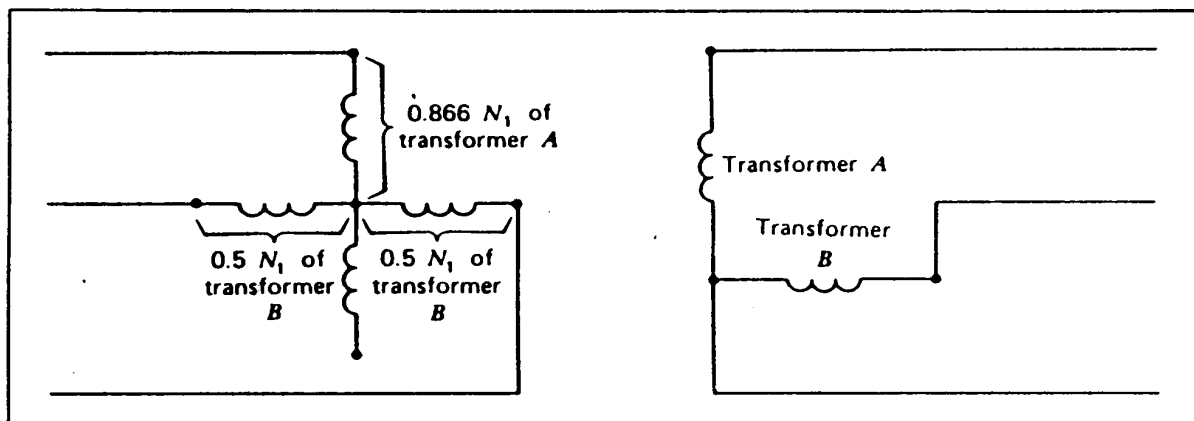 0.866 N₁ of
transformer A
Transformer A
0.5 N₁ of
transformer
B
0.5 N₁ of
transformer
B
Transformer
B